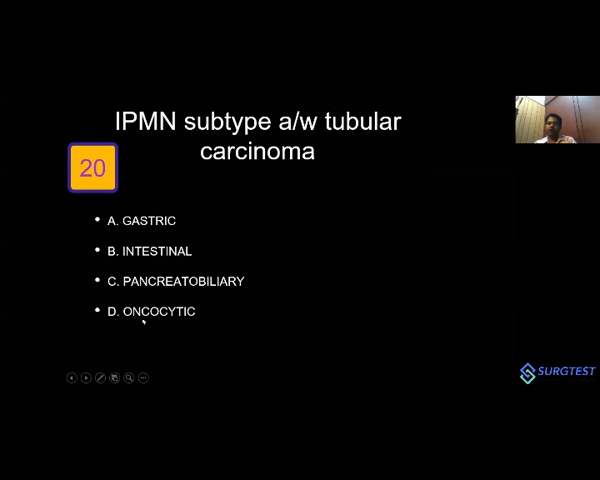 IPMN subtype a/w tubular
carcinoma
20
• A. GASTRIC
• B. INTESTINAL
• C. PANCREATOBILIARY
• D. ONCOCYTIC
SURGTEST